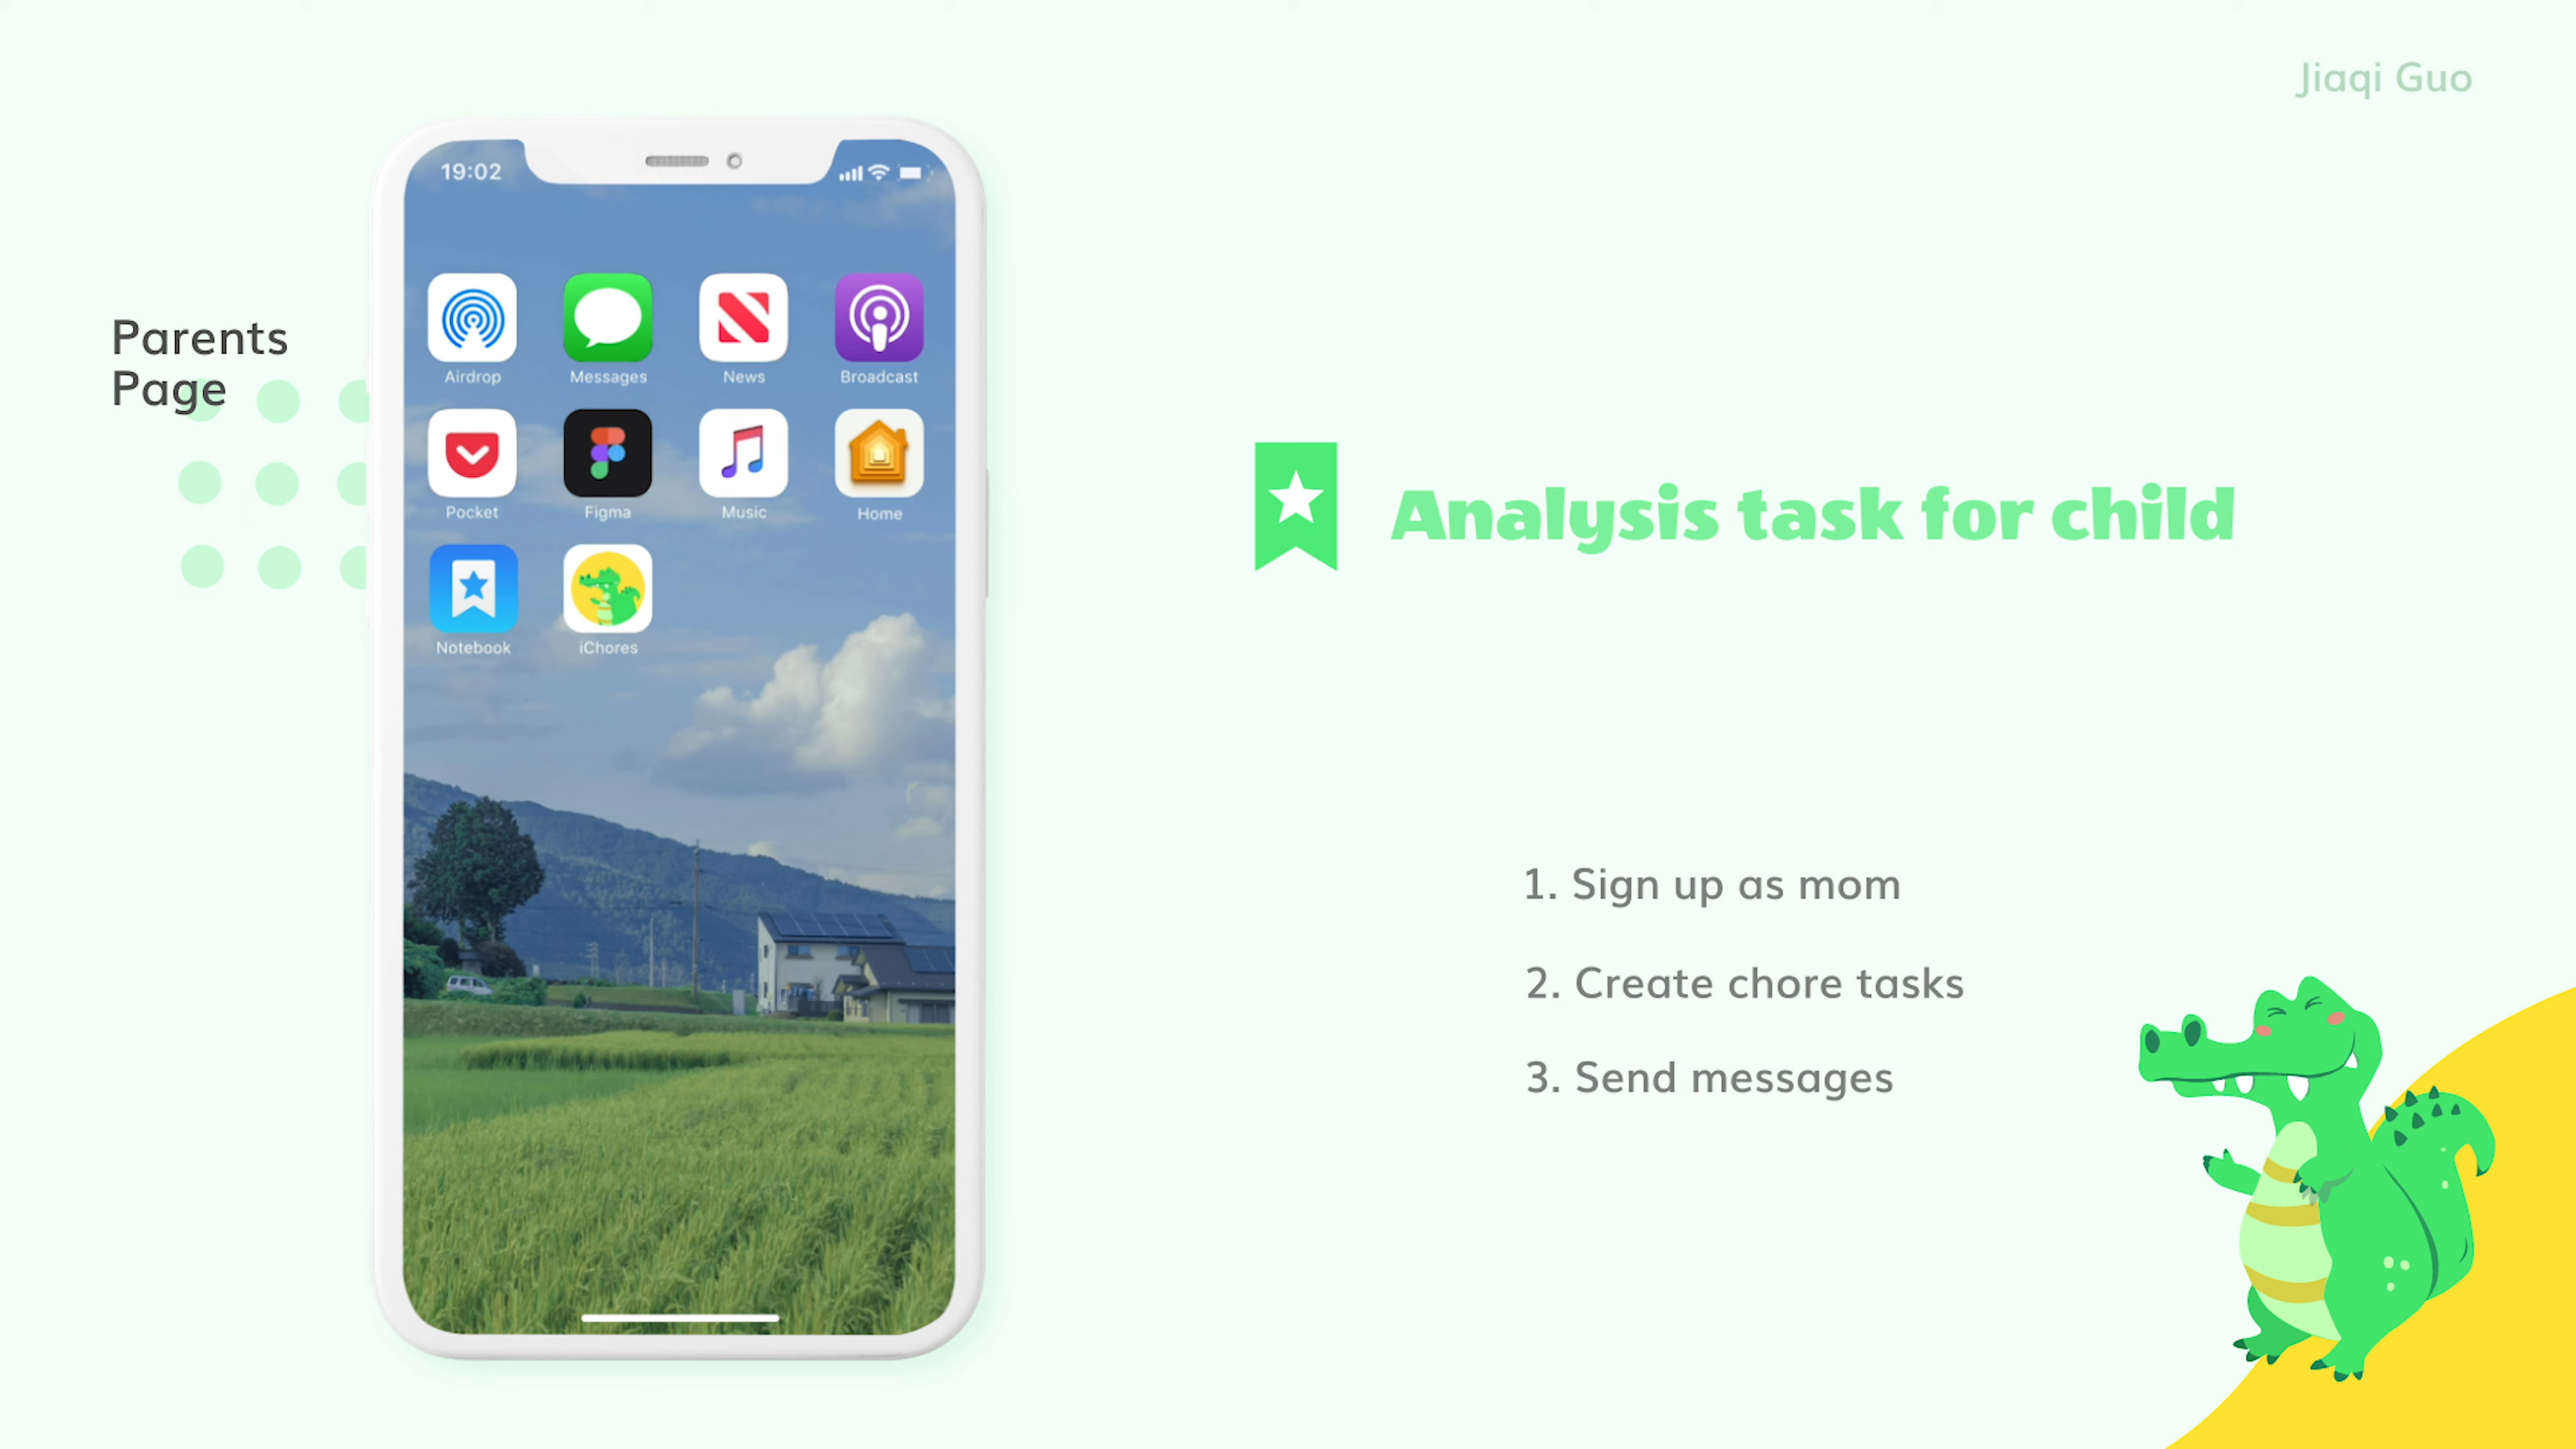 Jiaqi Guo
Parents
Page
19:02
Airdrop
Messages
News
Broadcast
Pocket
Figma
Music
Home
Notebook
iChores
Analysis task for child
1. Sign up as mom
2. Create chore tasks
3. Send messages